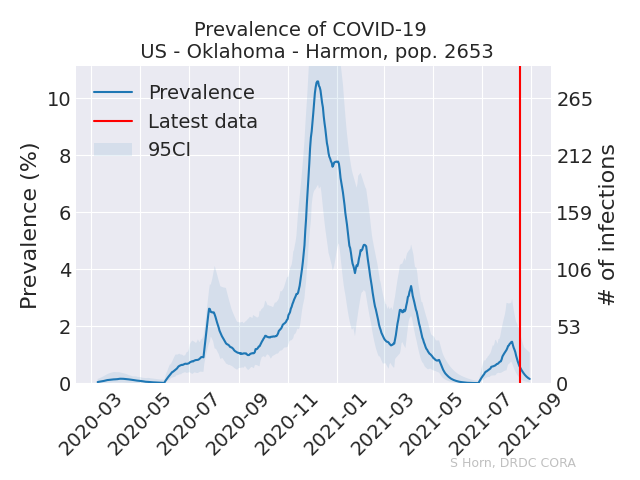 Prevalence of COVID-19
US - Oklahoma - Harmon, pop. 2653
Prevalence
Latest data
95CI
Prevalence (%)
10
8
6
4
2
0
265
212
159
106
53
0
# of infections
2020-03
2020-05
2020-07
2020-09
2020-11
2021-01
2021-03
2021-05
2021-07
2021-09
S Horn, DRDC CORA